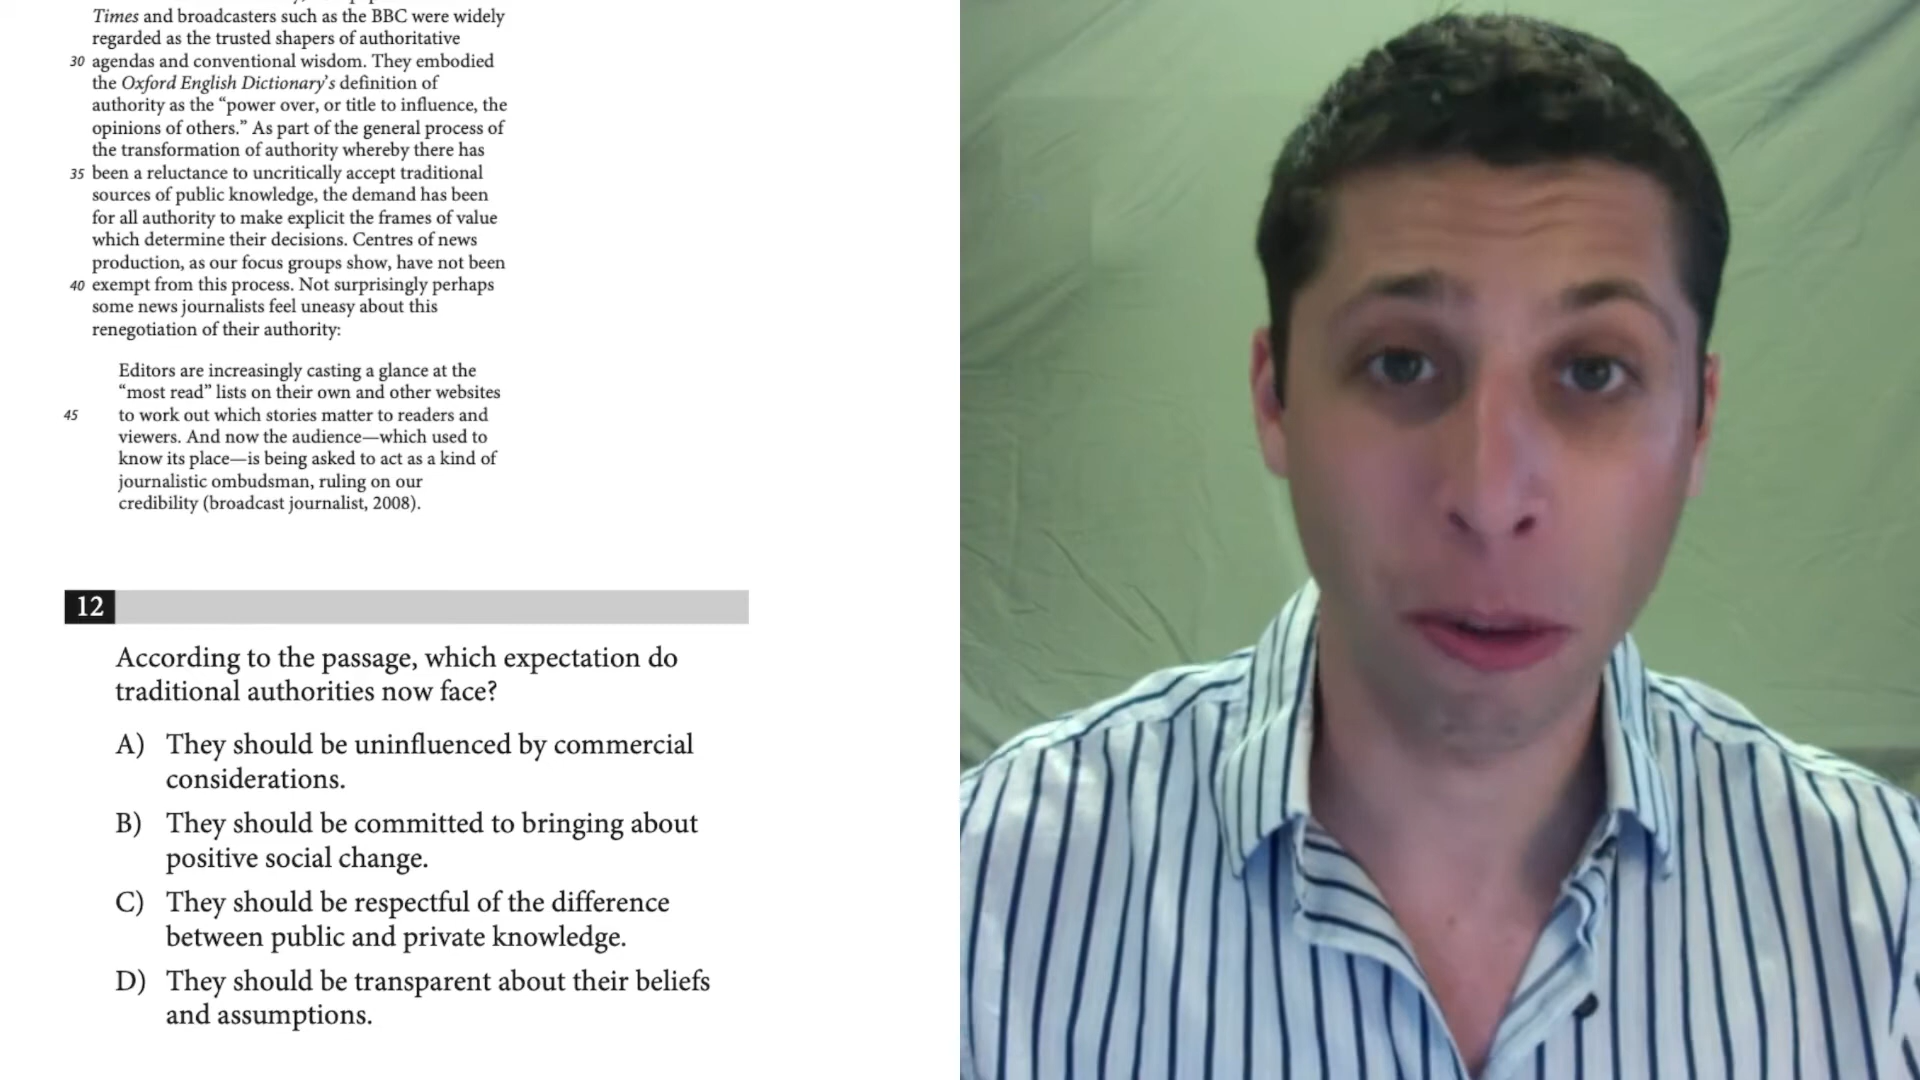 Times and broadcasters such as the BBC were widely
regarded as the trusted shapers of authoritative
30 agendas and conventional wisdom. They embodied
the Oxford English Dictionary’s definition of
authority as the “power over, or title to influence, the
opinions of others.” As part of the general process of
the transformation of authority whereby there has
35 been a reluctance to uncritically accept traditional
sources of public knowledge, the demand has been
for all authority to make explicit the frames of value
which determine their decisions. Centres of news
production, as our focus groups show, have not been
40 exempt from this process. Not surprisingly perhaps
some news journalists feel uneasy about this
renegotiation of their authority:
Editors are increasingly casting a glance at the
“most read” lists on their own and other websites
45 to work out which stories matter to readers and
viewers. And now the audience—which used to
know its place—is being asked to act as a kind of
journalistic ombudsman, ruling on our
credibility (broadcast journalist, 2008).
12
According to the passage, which expectation do
traditional authorities now face?
A) They should be uninfluenced by commercial
considerations.
B) They should be committed to bringing about
positive social change.
C) They should be respectful of the difference
between public and private knowledge.
D) They should be transparent about their beliefs
and assumptions.